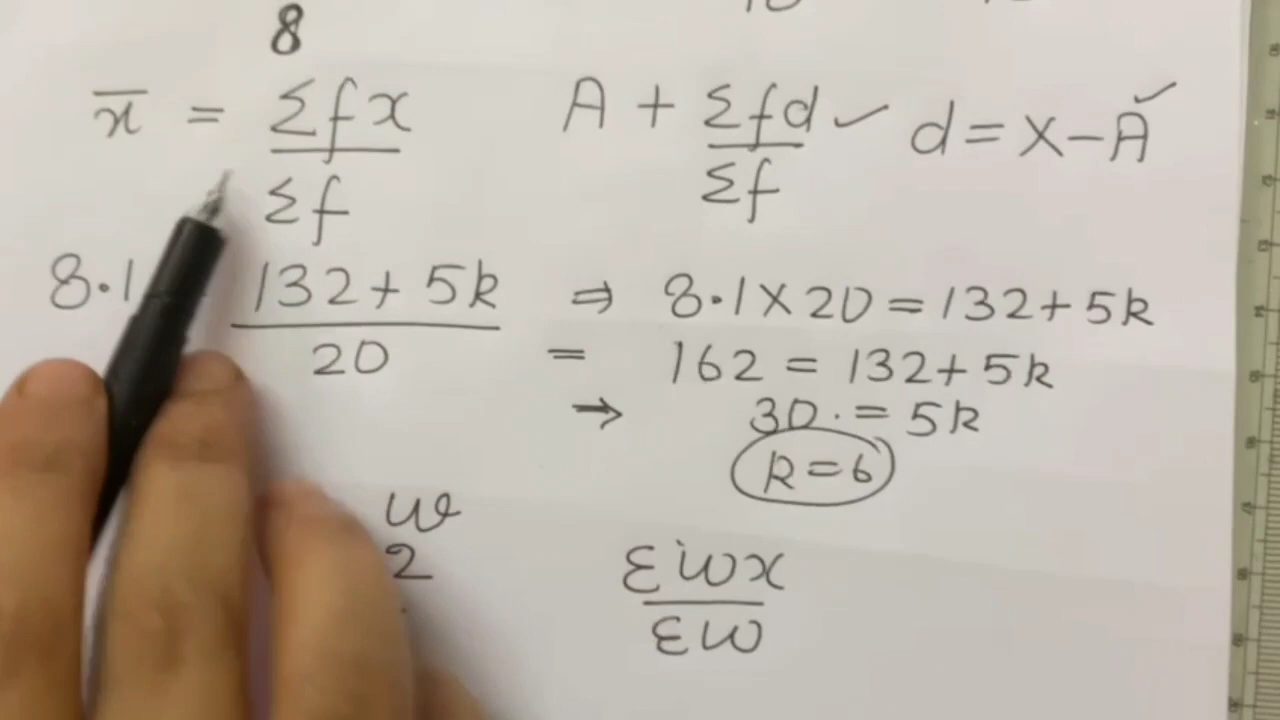 8
x̄ = Σfx / Σf    A + Σfd / Σf ✓ d = x - A ✓
8.1 132 + 5k / 20 ⇒ 8.1 × 20 = 132 + 5k
= 162 = 132 + 5k
⇒ 30 . = 5k
k = 6
w
2
Σwx / Σw